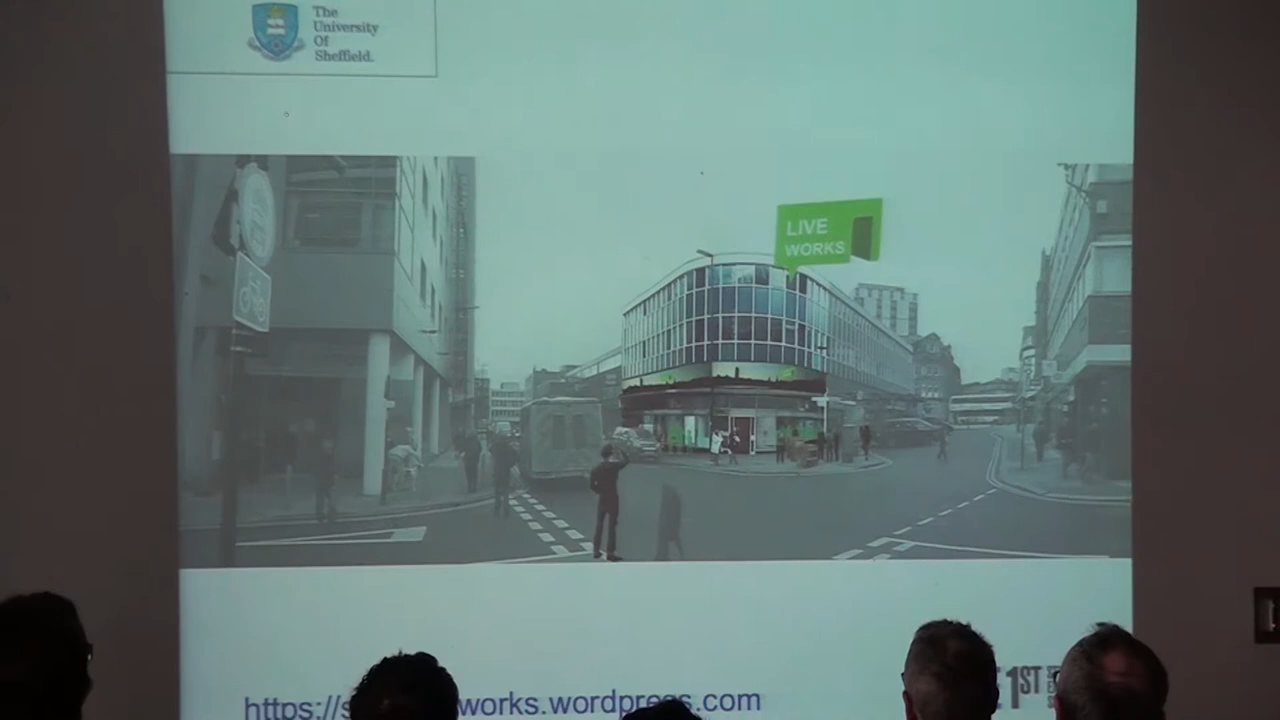 The
University
Of
Sheffield.
LIVE
WORKS
works.wordpress.com
1ST